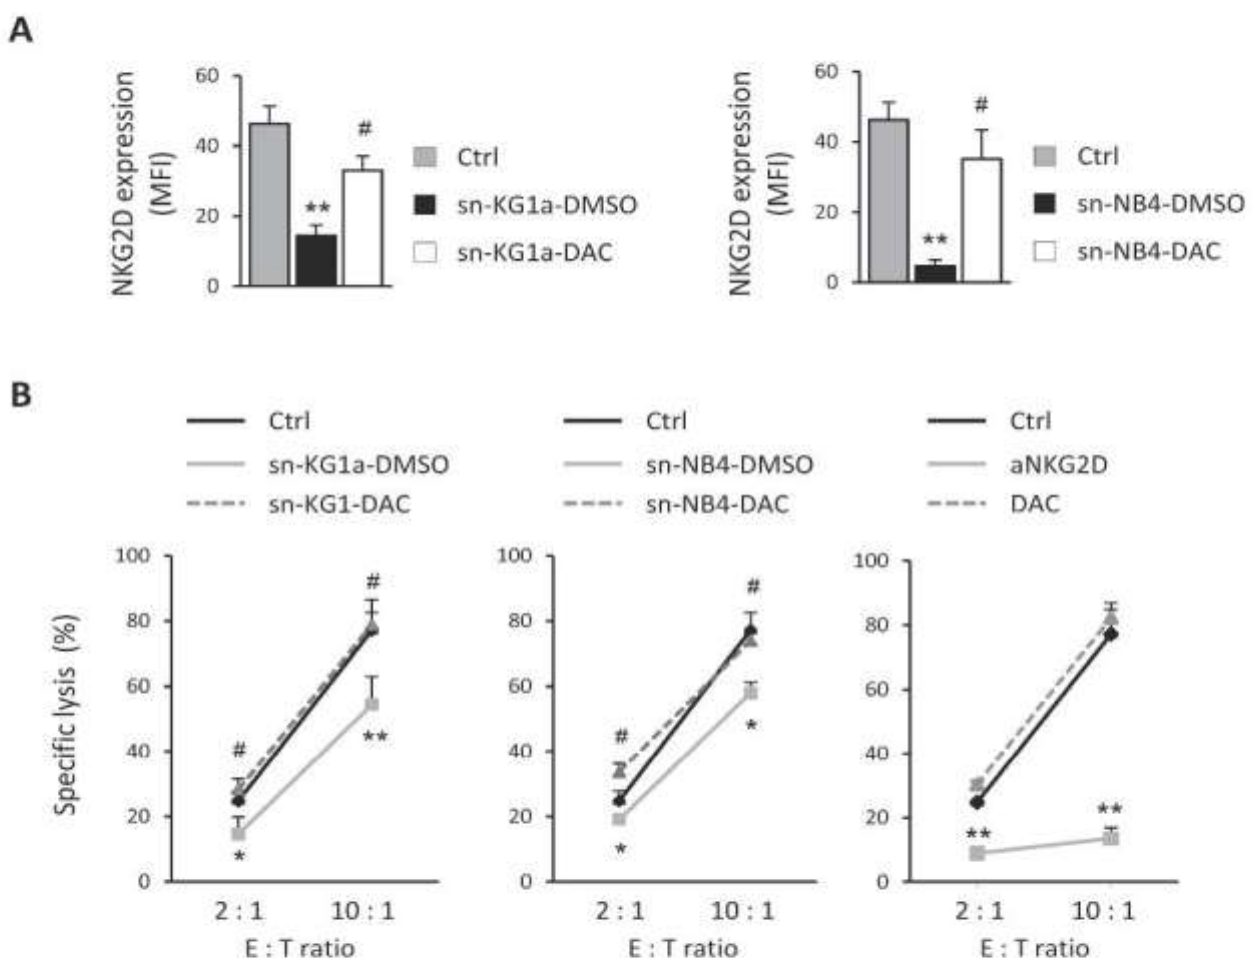 A
NKG2D expression
(MFI)
60
40
20
0
**
#
Ctrl
sn-KG1a-DMSO
sn-KG1a-DAC
NKG2D expression
(MFI)
60
40
20
0
**
#
Ctrl
sn-NB4-DMSO
sn-NB4-DAC
B
Ctrl
sn-KG1a-DMSO
sn-KG1-DAC
Specific lysis (%)
100
80
60
40
20
0
#
*
#
**
2 : 1
10 : 1
E : T ratio
Ctrl
sn-NB4-DMSO
sn-NB4-DAC
100
80
60
40
20
0
#
*
#
*
2 : 1
10 : 1
E : T ratio
Ctrl
aNKG2D
DAC
100
80
60
40
20
0
**
**
2 : 1
10 : 1
E : T ratio